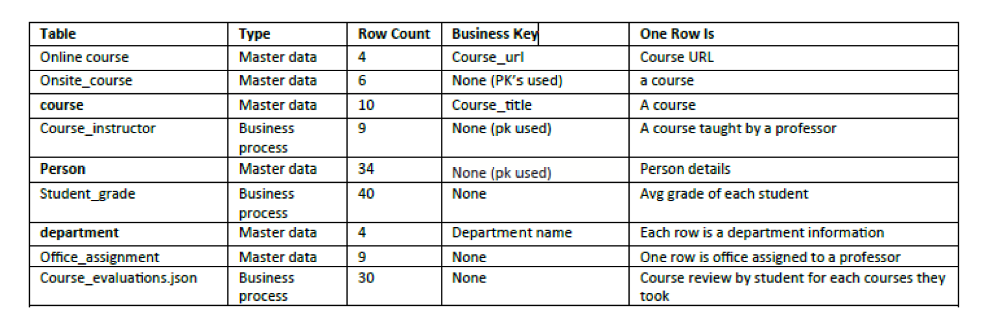 Table Type Row Count Business Key One Row Is
Online course Master data 4 Course_url Course URL
Onsite_course Master data 6 None (PK's used) a course
course Master data 10 Course_title A course
Course_instructor Business 9 None (pk used) A course taught by a professor
process
Person Master data 34 None (pk used) Person details
Student_grade Business 40 None Avg grade of each student
process
department Master data 4 Department name Each row is a department information
Office_assignment Master data 9 None One row is office assigned to a professor
Course_evaluations.json Business 30 None Course review by student for each courses they
process took